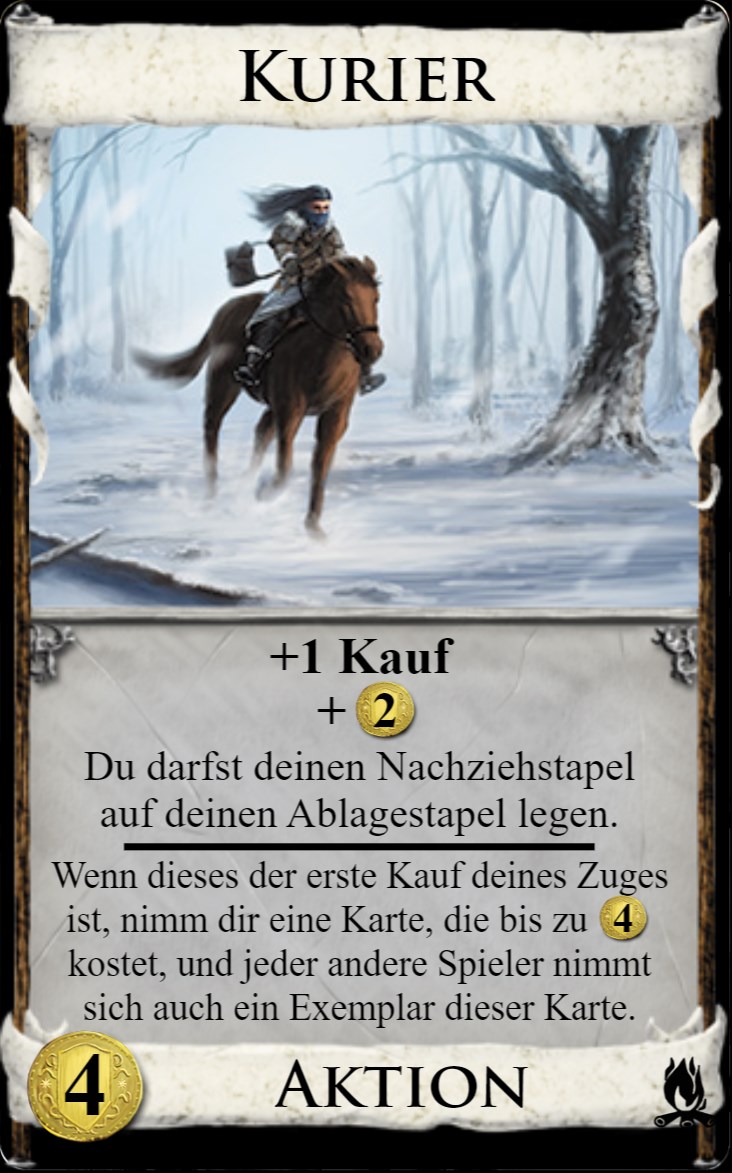 Kurier
+1 Kauf
+ 2
Du darfst deinen Nachziehstapel
auf deinen Ablagestapel legen.
Wenn dieses der erste Kauf deines Zuges
ist, nimm dir eine Karte, die bis zu 4
kostet, und jeder andere Spieler nimmt
sich auch ein Exemplar dieser Karte.
4 Aktion